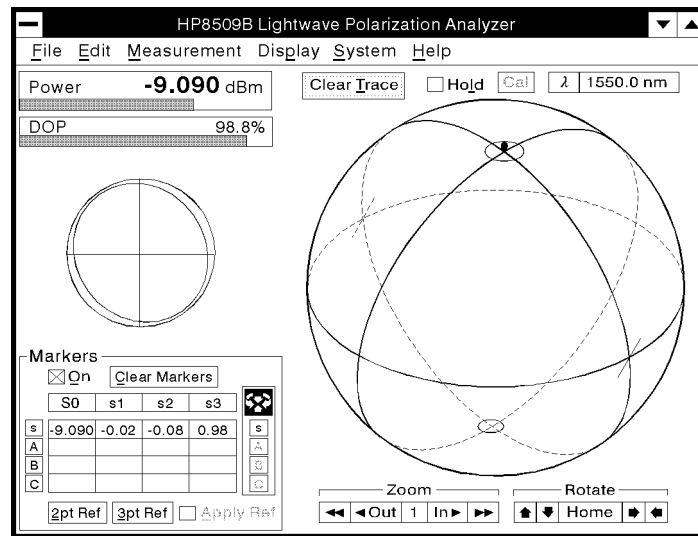 HP8509B Lightwave Polarization Analyzer
File Edit Measurement Display System Help
Power -9.090 dBm
DOP 98.8%
Clear Trace Hold Cal λ 1550.0 nm
Markers
On Clear Markers
S0 s1 s2 s3
s -9.090 -0.02 -0.08 0.98 s
A A
B B
C C
2pt Ref 3pt Ref Apply Ref
Zoom
Out 1 In
Rotate
Home